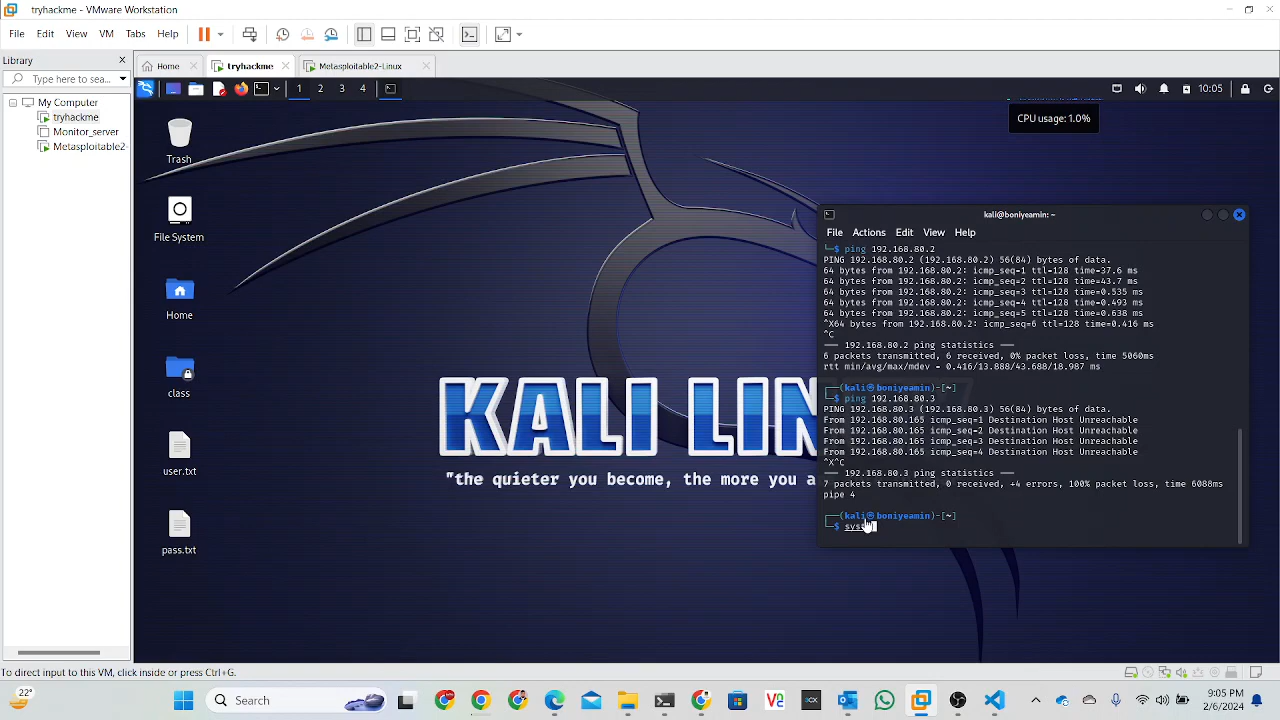 tryhackme - VMware Workstation
File Edit View VM Tabs Help
Library
Type here to sea...
Home
tryhackme
Metasploitable2-Linux
My Computer
tryhackme
Monitor_server
Metasploitable2-
1 2 3 4
10:05
CPU usage: 1.0%
Trash
File System
Home
class
user.txt
pass.txt
KALI LIN
"the quieter you become, the more you a
kali@boniyeamin: ~
File Actions Edit View Help
└─$ ping 192.168.80.2
PING 192.168.80.2 (192.168.80.2) 56(84) bytes of data.
64 bytes from 192.168.80.2: icmp_seq=1 ttl=128 time=37.6 ms
64 bytes from 192.168.80.2: icmp_seq=2 ttl=128 time=43.7 ms
64 bytes from 192.168.80.2: icmp_seq=3 ttl=128 time=0.535 ms
64 bytes from 192.168.80.2: icmp_seq=4 ttl=128 time=0.493 ms
64 bytes from 192.168.80.2: icmp_seq=5 ttl=128 time=0.638 ms
^X64 bytes from 192.168.80.2: icmp_seq=6 ttl=128 time=0.416 ms
^C
── 192.168.80.2 ping statistics ──
6 packets transmitted, 6 received, 0% packet loss, time 5060ms
rtt min/avg/max/mdev = 0.416/13.888/43.688/18.987 ms
┌──(kali㉿boniyeamin)-[~]
└─$ ping 192.168.80.3
PING 192.168.80.3 (192.168.80.3) 56(84) bytes of data.
From 192.168.80.165 icmp_seq=1 Destination Host Unreachable
From 192.168.80.165 icmp_seq=2 Destination Host Unreachable
From 192.168.80.165 icmp_seq=3 Destination Host Unreachable
From 192.168.80.165 icmp_seq=4 Destination Host Unreachable
^X^C
── 192.168.80.3 ping statistics ──
7 packets transmitted, 0 received, +4 errors, 100% packet loss, time 6088ms
pipe 4
┌──(kali㉿boniyeamin)-[~]
└─$
To direct input to this VM, click inside or press Ctrl+G.
22°
Search
9:05 PM
2/6/2024